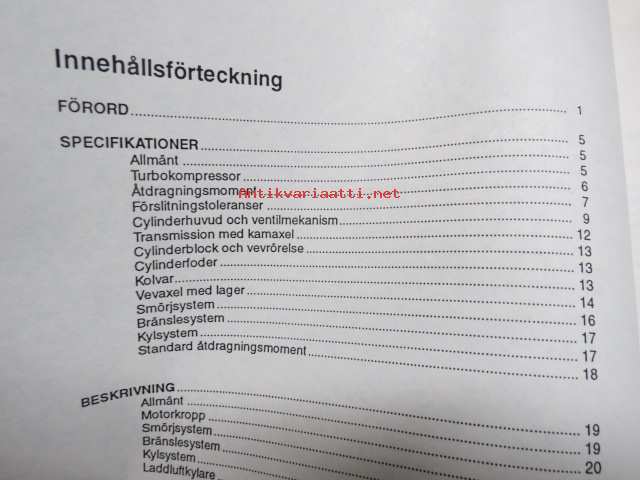 Innehållsförteckning
FÖRORD 1
SPECIFIKATIONER 5
Allmänt 5
Turbokompressor 5
Åtdragningsmoment 6
Antikvariaatti.net
Förslitningstoleranser 7
Cylinderhuvud och ventilmekanism 9
Transmission med kamaxel 12
Cylinderblock och vevrörelse 13
Cylinderfoder 13
Kolvar 13
Vevaxel med lager 14
Smörjsystem 16
Bränslesystem 17
Kylsystem 17
Standard åtdragningsmoment 18
BESKRIVNING 19
Allmänt 19
Motorkropp 20
Smörjsystem
Bränslesystem
Kylsystem
Laddluftkylare